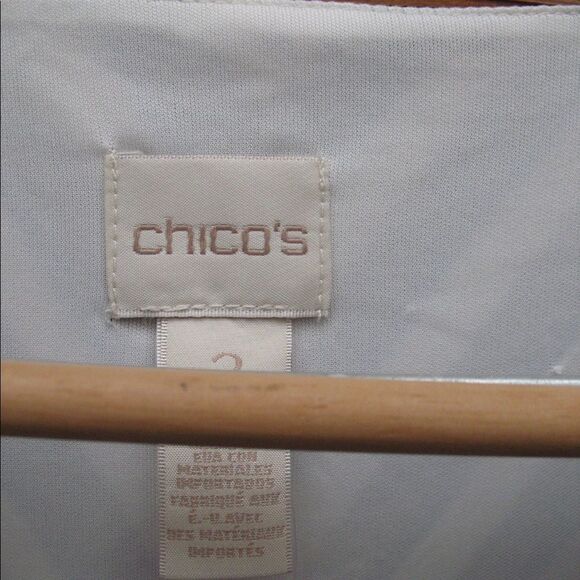 chico's
EUA CON
MATERIALES
IMPORTADOS
FABRIQUÉ AUX
É.-U. AVEC
DES MATÉRIAUX
IMPORTÉS